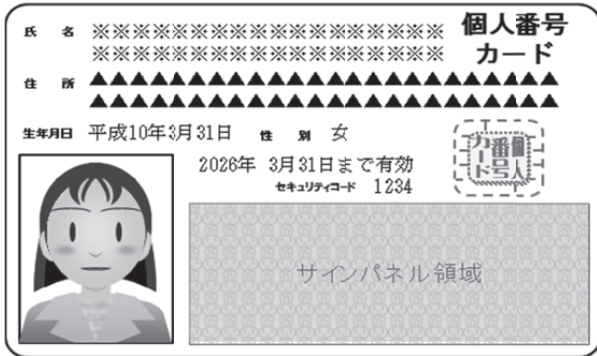 氏名 ※※※※※※※※※※※※※※※※※※※
※※※※※※※※※※※※※※※※※※※
個人番号
カード
住所 ▲▲▲▲▲▲▲▲▲▲▲▲▲▲▲▲▲▲▲▲▲▲▲▲▲
▲▲▲▲▲▲▲▲▲▲▲▲▲▲▲▲▲▲▲▲▲▲▲▲▲
生年月日 平成10年3月31日 性別 女
2026年 3月31日まで有効
セキュリティコード 1234
個人
番号
カード
サインパネル領域